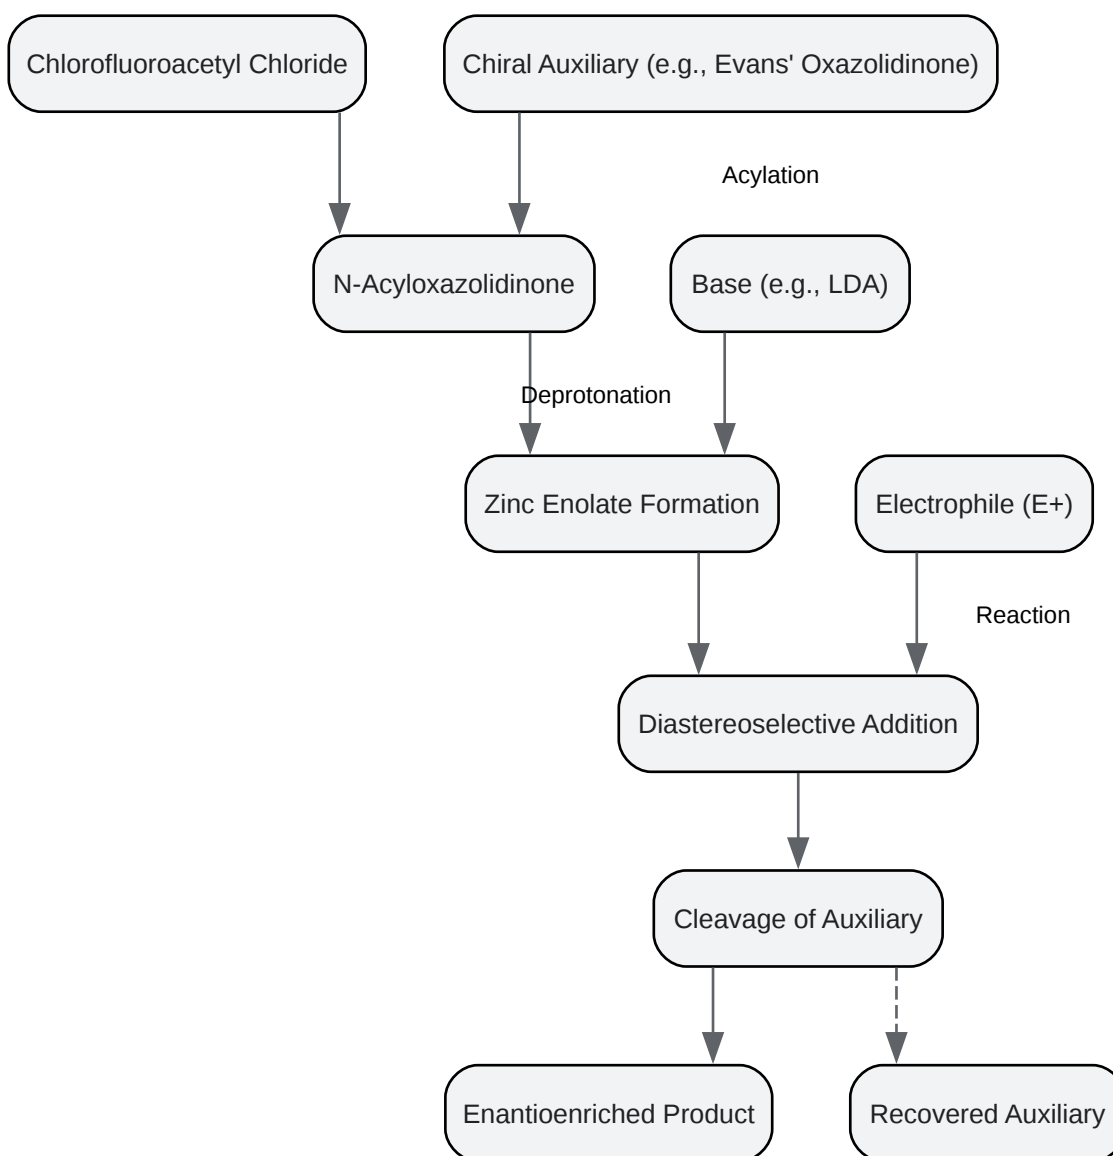 Chlorofluoroacetyl Chloride
Chiral Auxiliary (e.g., Evans' Oxazolidinone)
Acylation
N-Acyloxazolidinone
Base (e.g., LDA)
Deprotonation
Zinc Enolate Formation
Electrophile (E+)
Reaction
Diastereoselective Addition
Cleavage of Auxiliary
Enantioenriched Product
Recovered Auxiliary